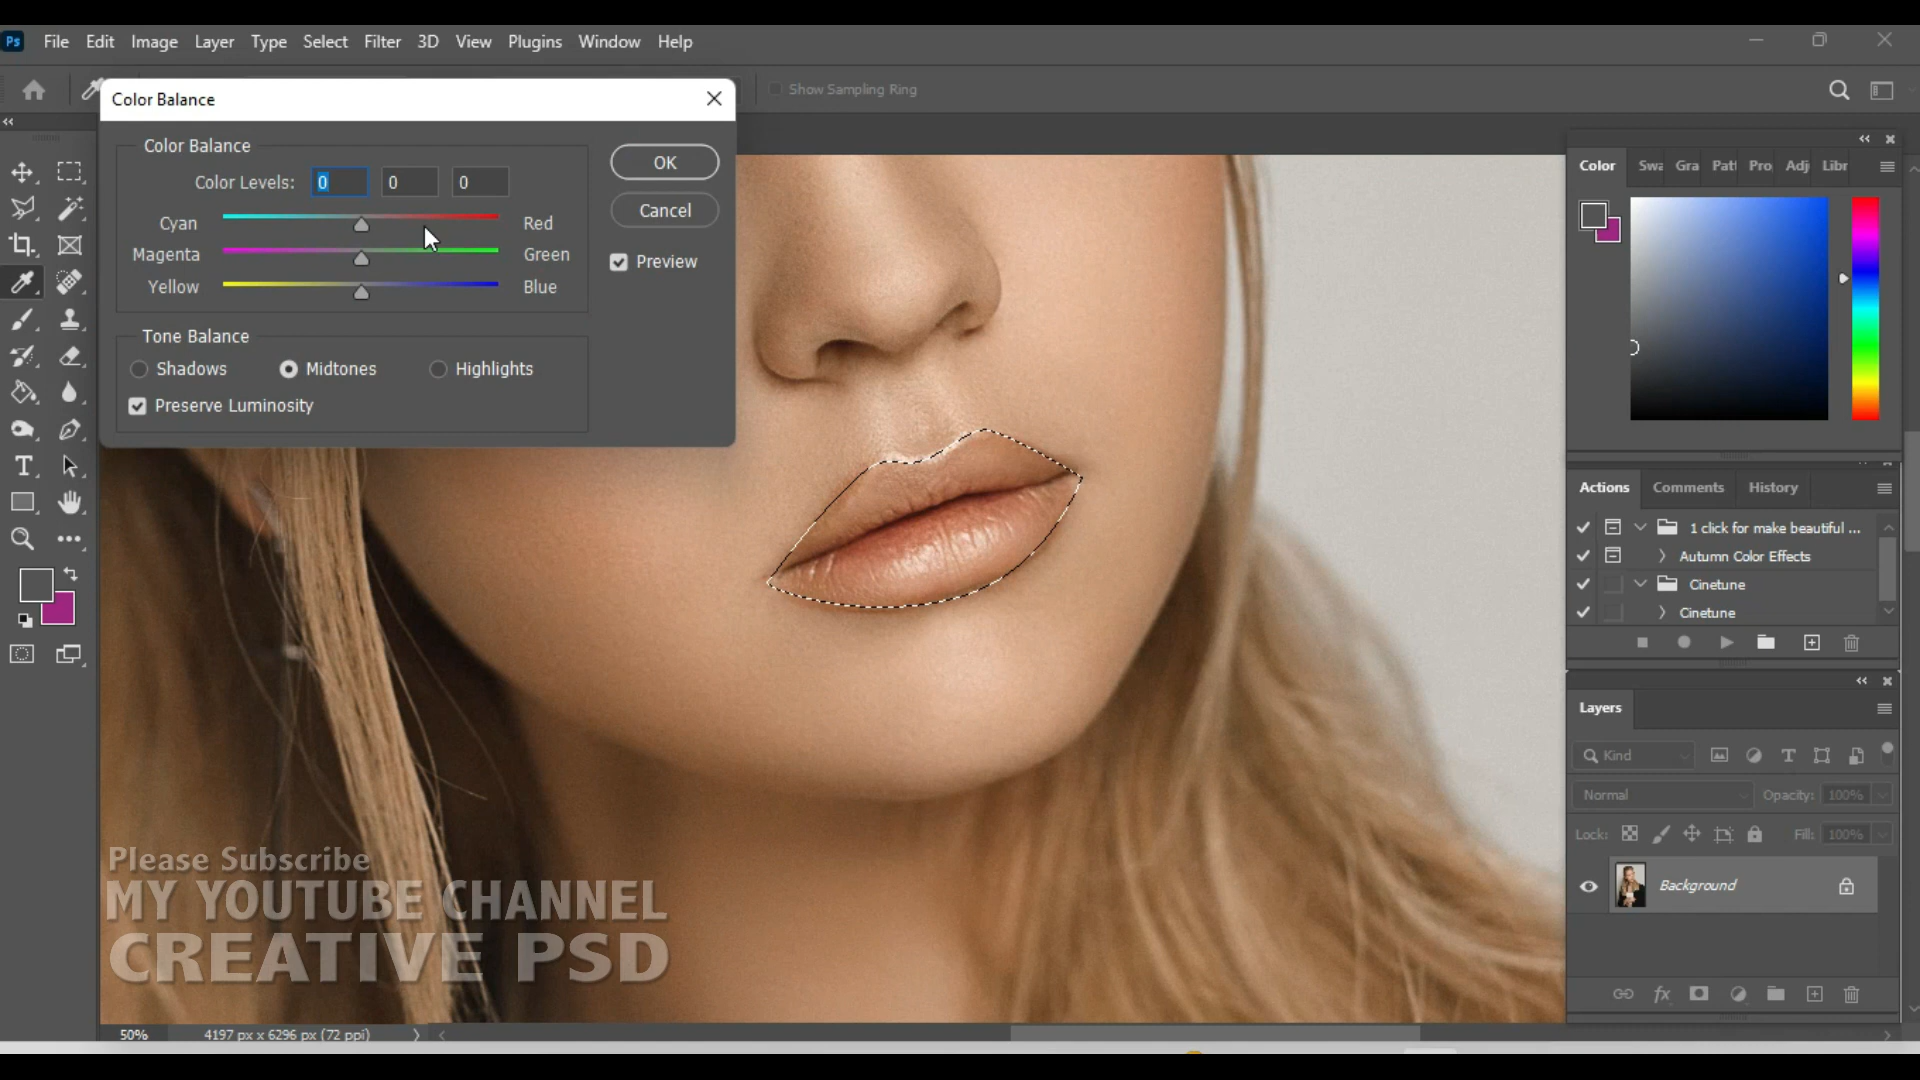 Ps File Edit Image Layer Type Select Filter 3D View Plugins Window Help
Show Sampling Ring
Color Balance
Color Balance
Color Levels: 0 0 0
Cyan Red
Magenta Green
Yellow Blue
OK
Cancel
Preview
Tone Balance
Shadows Midtones Highlights
Preserve Luminosity
Color Swa Gra Patt Pro Adj Libr
Actions Comments History
1 click for make beautiful ...
Autumn Color Effects
Cinetune
Cinetune
Layers
Kind
Normal Opacity: 100%
Lock: Fill: 100%
Background
Please Subscribe
MY YOUTUBE CHANNEL
CREATIVE PSD
50% 4197 px x 6296 px (72 ppi)